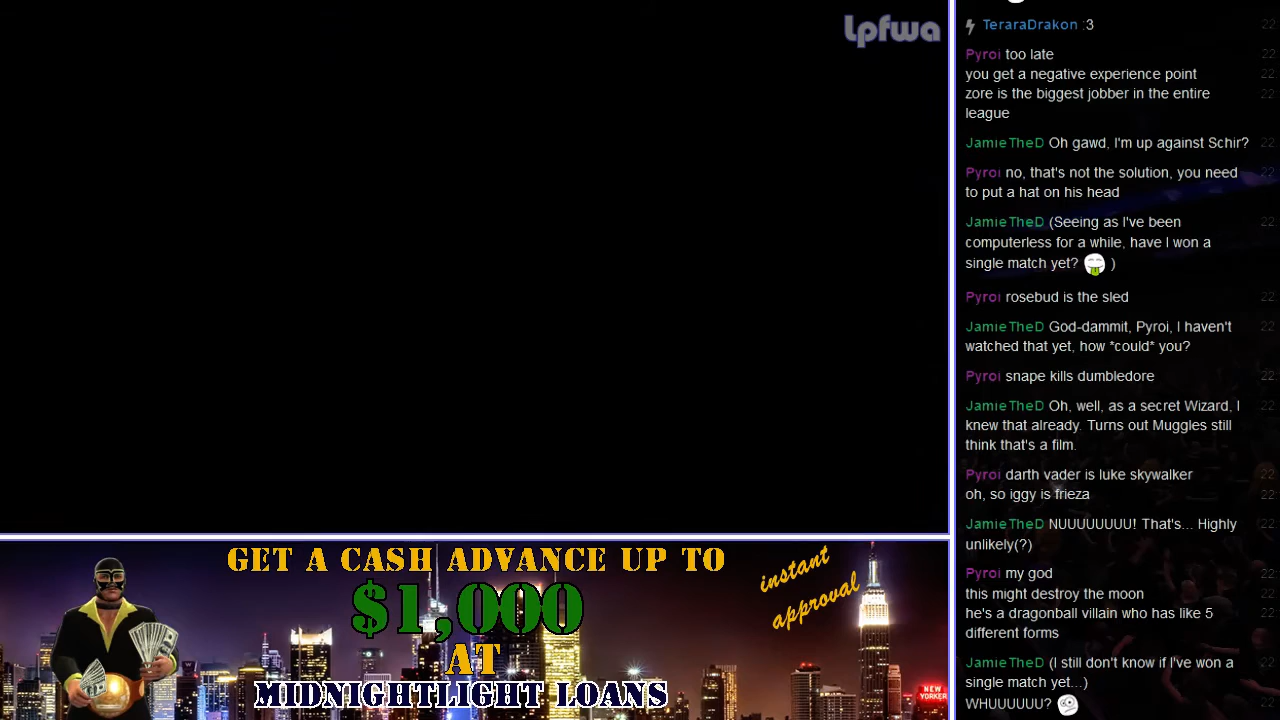 lpfwa
TeraraDrakon :3
Pyroi too late
you get a negative experience point
zore is the biggest jobber in the entire
league
JamieTheD Oh gawd, I'm up against Schir?
Pyroi no, that's not the solution, you need
to put a hat on his head
JamieTheD (Seeing as I've been
computerless for a while, have I won a
single match yet? )
Pyroi rosebud is the sled
JamieTheD God-dammit, Pyroi, I haven't
watched that yet, how *could* you?
Pyroi snape kills dumbledore
JamieTheD Oh, well, as a secret Wizard, I
knew that already. Turns out Muggles still
think that's a film.
Pyroi darth vader is luke skywalker
oh, so iggy is frieza
JamieTheD NUUUUUUUU! That's... Highly
unlikely(?)
Pyroi my god
this might destroy the moon
he's a dragonball villain who has like 5
different forms
JamieTheD (I still don't know if I've won a
single match yet...)
WHUUUUUU?
GET A CASH ADVANCE UP TO
$1,000
AT
MIDNIGHTLIGHT LOANS
instant
approval
NEW
YORKER